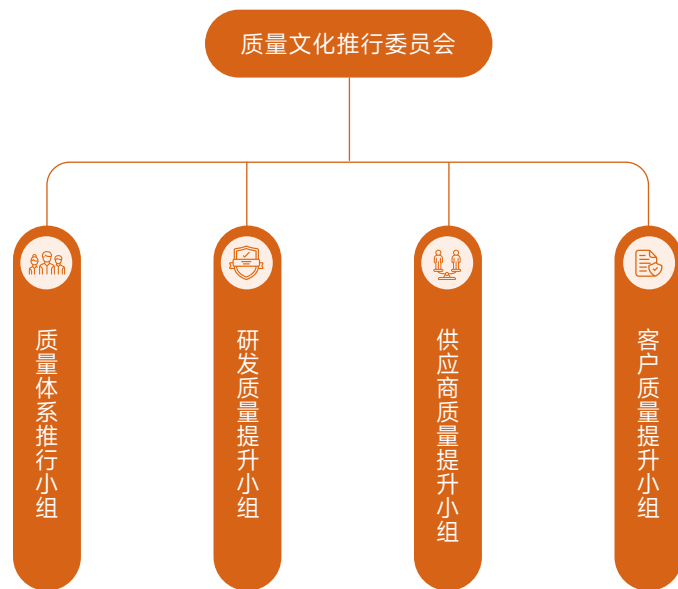 质量文化推行委员会
质量体系推行小组
研发质量提升小组
供应商质量提升小组
客户质量提升小组